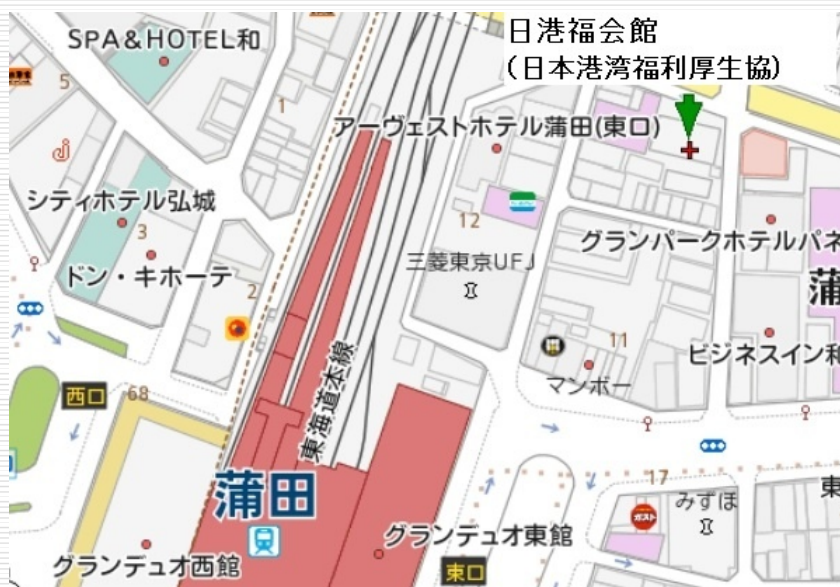 日港福会館
(日本港湾福利厚生協)
SPA&HOTEL和
5
1
アーヴェストホテル蒲田(東口)
シティホテル弘城
3
12
グランパークホテルパネ
ドン・キホーテ
三菱東京UFJ
2
蒲
11
東海道本線
ビジネスイン和
マンボー
西口
68
蒲田
17
みずほ
東
ガスト
グランデュオ東館
グランデュオ西館
東口